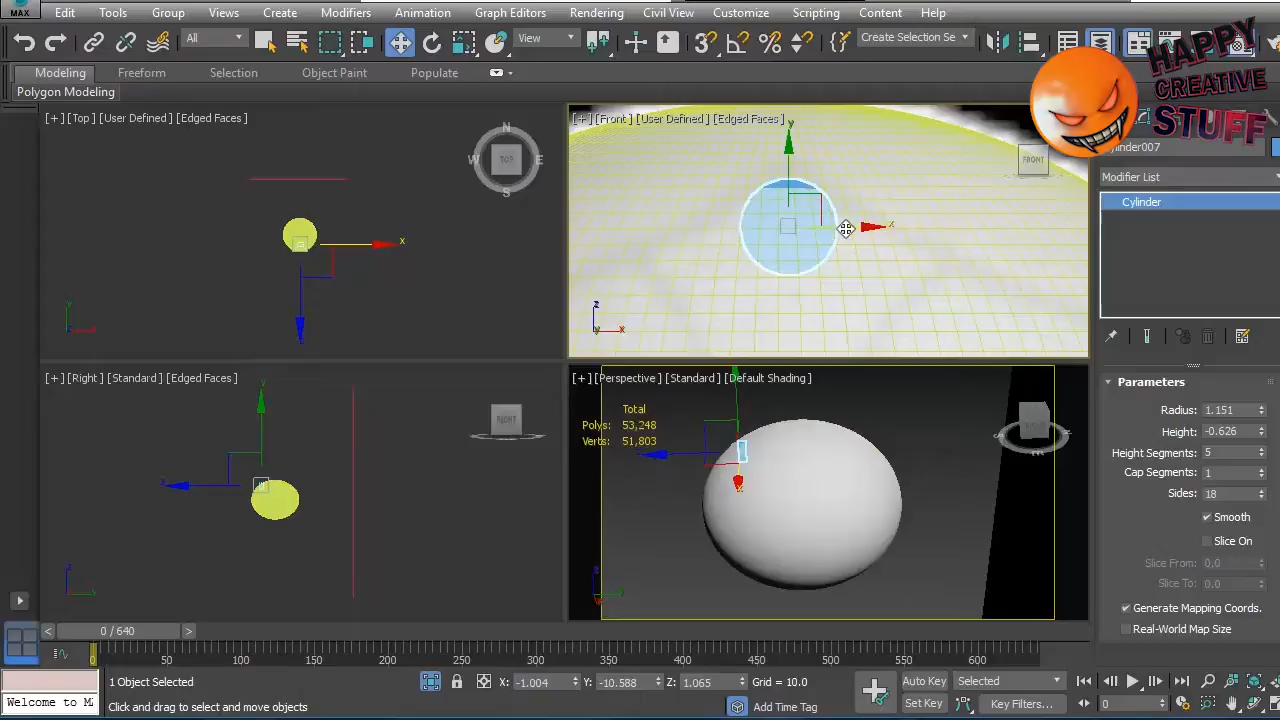 MAX Edit Tools Group Views Create Modifiers Animation Graph Editors Rendering Civil View Customize Scripting Content Help
All View 3 Create Selection Se
HAPPY
CREATIVE
STUFF
Modeling Freeform Selection Object Paint Populate
Polygon Modeling
[+] [Top] [User Defined] [Edged Faces]
N
W TOP E
S
x
y
[+] [Front] [User Defined] [Edged Faces]
y
FRONT
x
z
x
Cylinder007
Modifier List
Cylinder
[+] [Right] [Standard] [Edged Faces]
y
RIGHT
x
z
[+] [Perspective] [Standard] [Default Shading]
Total
Polys: 53,248
Verts: 51,803
x
z
Parameters
Radius: 1.151
Height: -0.626
Height Segments: 5
Cap Segments: 1
Sides: 18
Smooth
Slice On
Slice From: 0.0
Slice To: 0.0
Generate Mapping Coords.
Real-World Map Size
< 0 / 640 >
0 50 100 150 200 250 300 350 400 450 500 550 600
1 Object Selected X: -1.004 Y: -10.588 Z: 1.065 Grid = 10.0 Auto Key Selected
Welcome to M Click and drag to select and move objects Add Time Tag Set Key Key Filters... 0